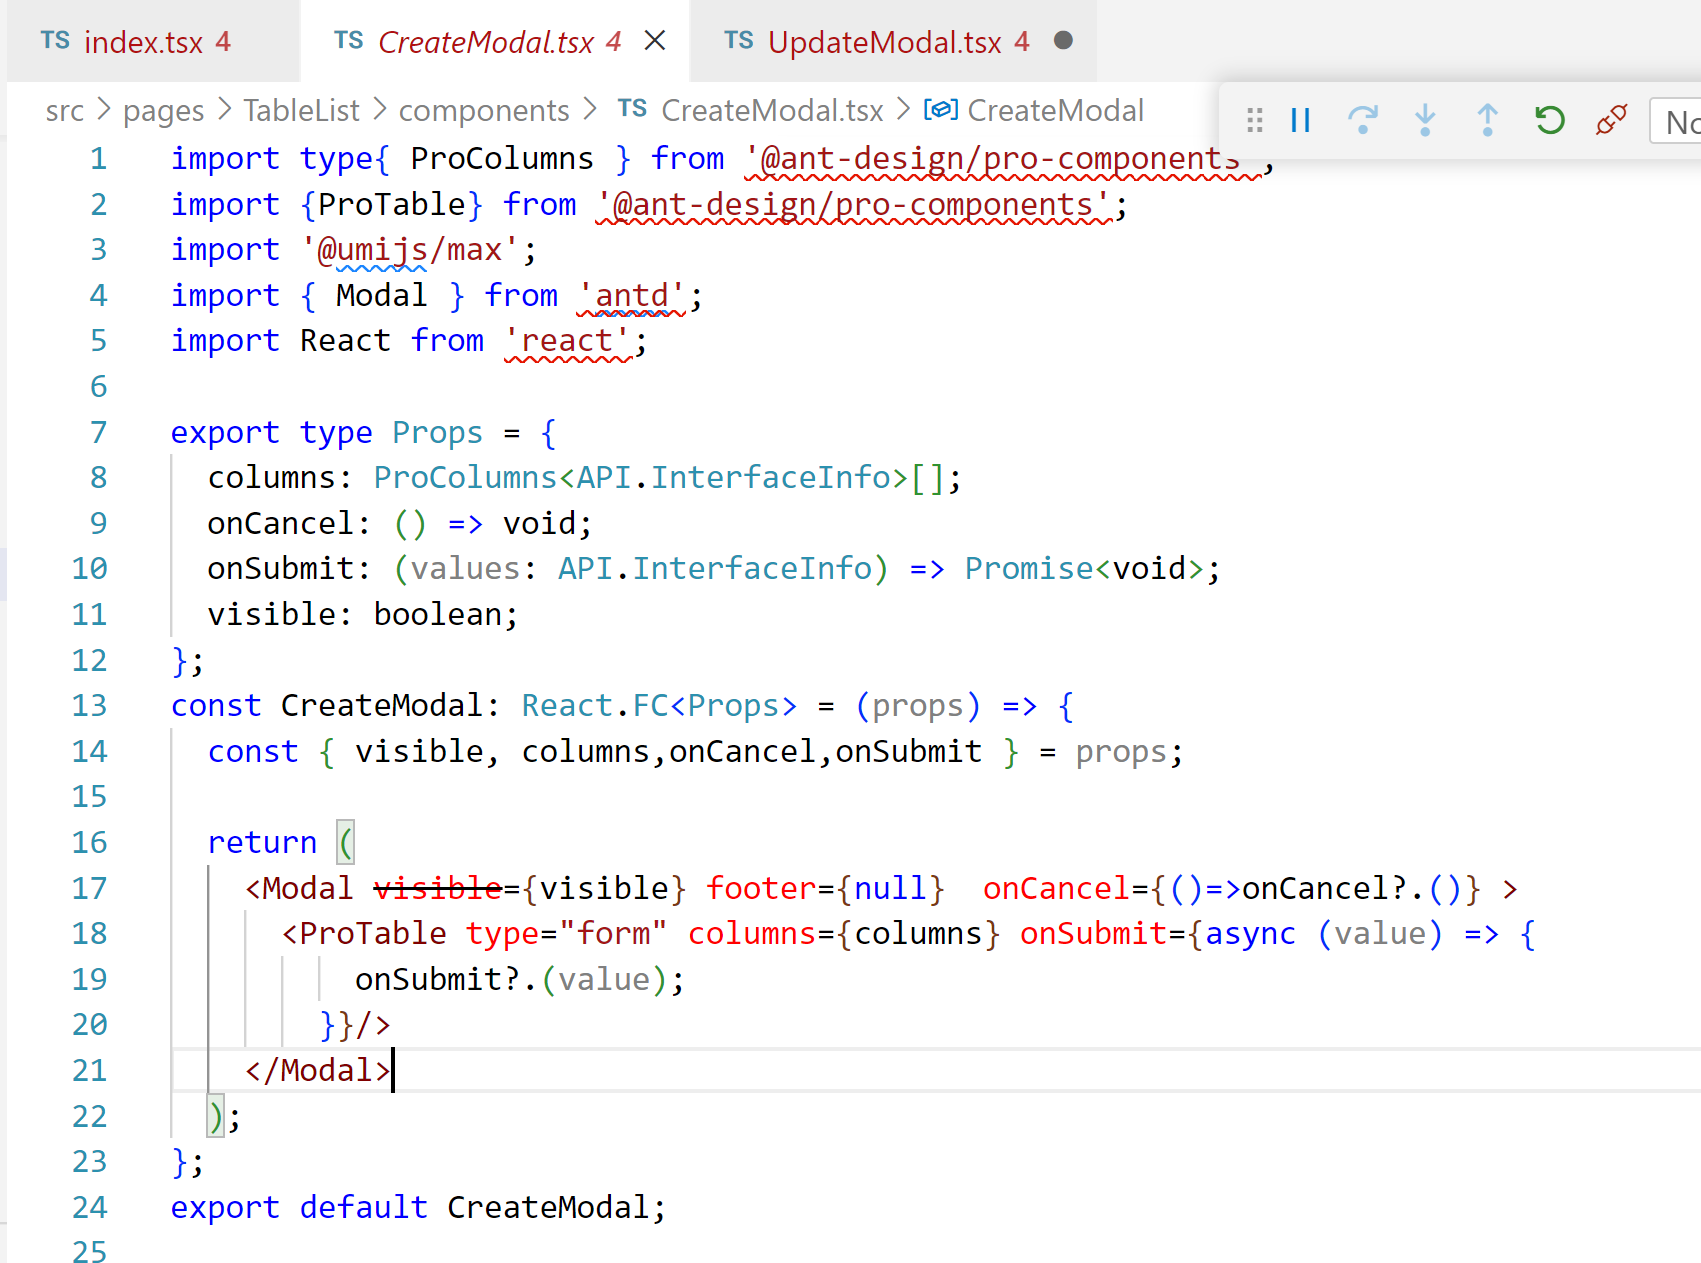 TS index.tsx 4 TS CreateModal.tsx 4 TS UpdateModal.tsx 4
src > pages > TableList > components > TS CreateModal.tsx > CreateModal
1 import type{ ProColumns } from '@ant-design/pro-components';
2 import {ProTable} from '@ant-design/pro-components';
3 import '@umijs/max';
4 import { Modal } from 'antd';
5 import React from 'react';
6
7 export type Props = {
8 columns: ProColumns<API.InterfaceInfo>[];
9 onCancel: () => void;
10 onSubmit: (values: API.InterfaceInfo) => Promise<void>;
11 visible: boolean;
12 };
13 const CreateModal: React.FC<Props> = (props) => {
14 const { visible, columns,onCancel,onSubmit } = props;
15
16 return (
17 <Modal visible={visible} footer={null}  onCancel={()=>onCancel?.()} >
18 <ProTable type="form" columns={columns} onSubmit={async (value) => {
19 onSubmit?.(value);
20 }}/>
21 </Modal>
22 );
23 };
24 export default CreateModal;
25